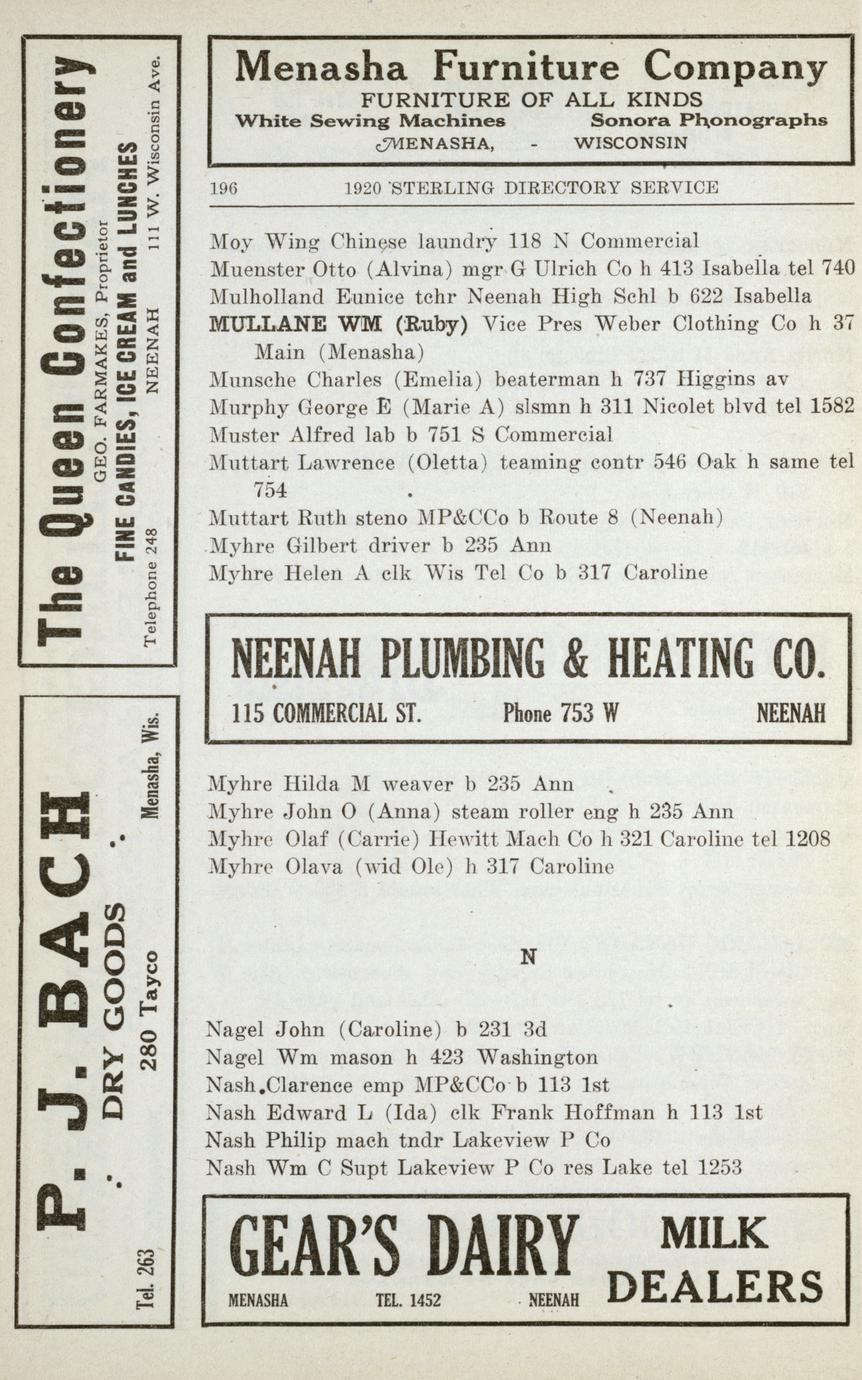 Menasha Furniture Company
FURNITURE OF ALL KINDS
White Sewing Machines Sonora Phonographs
MENASHA, - WISCONSIN
196 1920 STERLING DIRECTORY SERVICE
Moy Wing Chinese laundry 118 N Commercial
Muenster Otto (Alvina) mgr G Ulrich Co h 413 Isabella tel 740
Mulholland Eunice tchr Neenah High Schl b 622 Isabella
MULLANE WM (Ruby) Vice Pres Weber Clothing Co h 37
Main (Menasha)
Munsche Charles (Emelia) beaterman h 737 Higgins av
Murphy George E (Marie A) slsmn h 311 Nicolet blvd tel 1582
Muster Alfred lab b 751 S Commercial
Muttart Lawrence (Oletta) teaming contr 546 Oak h same tel
754
Muttart Ruth steno MP&CCo b Route 8 (Neenah)
Myhre Gilbert driver b 235 Ann
Myhre Helen A clk Wis Tel Co b 317 Caroline
NEENAH PLUMBING & HEATING CO.
115 COMMERCIAL ST. Phone 753 W NEENAH
Myhre Hilda M weaver b 235 Ann
Myhre John O (Anna) steam roller eng h 235 Ann
Myhre Olaf (Carrie) Hewitt Mach Co h 321 Caroline tel 1208
Myhre Olava (wid Ole) h 317 Caroline
N
Nagel John (Caroline) b 231 3d
Nagel Wm mason h 423 Washington
Nash Clarence emp MP&CCo b 113 1st
Nash Edward L (Ida) clk Frank Hoffman h 113 1st
Nash Philip mach tndr Lakeview P Co
Nash Wm C Supt Lakeview P Co res Lake tel 1253
GEAR'S DAIRY MILK DEALERS
MENASHA TEL. 1452 NEENAH
The Queen Confectionery
GEO. FARMAKES, Proprietor
FINE CANDIES, ICE CREAM and LUNCHES
Telephone 248 NEENAH 111 W. Wisconsin Ave.
P. J. BACH
DRY GOODS
Tel. 263 280 Tayco Menasha, Wis.